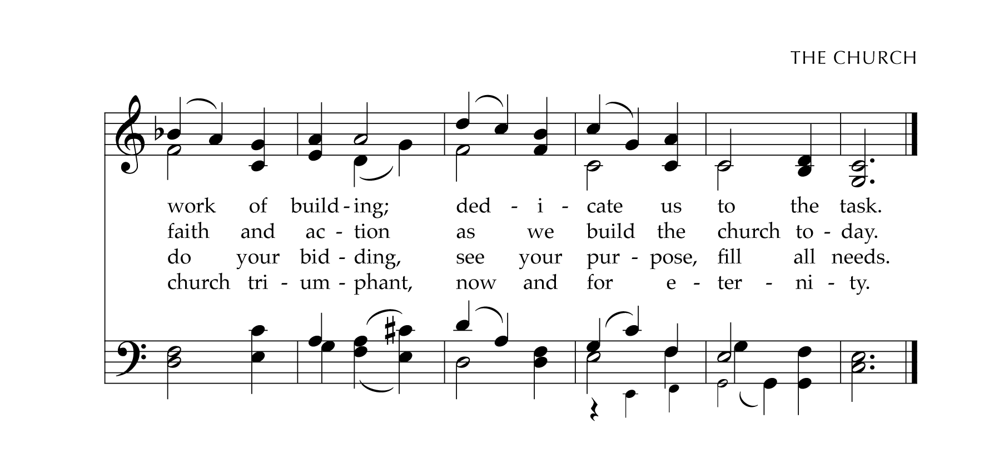 THE CHURCH
work of build - ing; ded - i - cate us to the task.
faith and ac - tion as we build the church to - day.
do your bid - ding, see your pur - pose, fill all needs.
church tri - um - phant, now and for e - ter - ni - ty.